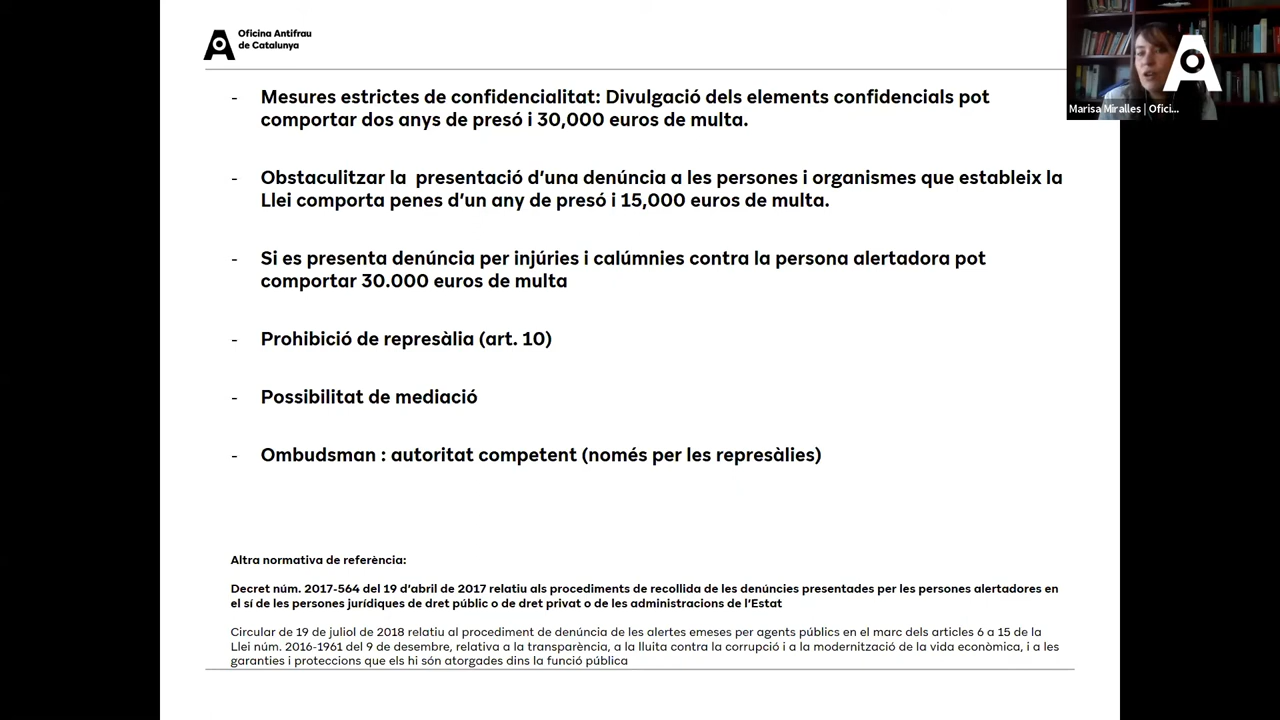 Oficina Antifrau
de Catalunya
- Mesures estrictes de confidencialitat: Divulgació dels elements confidencials pot
comportar dos anys de presó i 30,000 euros de multa.
- Obstaculitzar la  presentació d'una denúncia a les persones i organismes que estableix la
Llei comporta penes d'un any de presó i 15,000 euros de multa.
- Si es presenta denúncia per injúries i calúmnies contra la persona alertadora pot
comportar 30.000 euros de multa
- Prohibició de represàlia (art. 10)
- Possibilitat de mediació
- Ombudsman : autoritat competent (només per les represàlies)
Altra normativa de referència:
Decret núm. 2017-564 del 19 d'abril de 2017 relatiu als procediments de recollida de les denúncies presentades per les persones alertadores en
el sí de les persones jurídiques de dret públic o de dret privat o de les administracions de l'Estat
Circular de 19 de juliol de 2018 relatiu al procediment de denúncia de les alertes emeses per agents públics en el marc dels articles 6 a 15 de la
Llei núm. 2016-1961 del 9 de desembre, relativa a la transparència, a la lluita contra la corrupció i a la modernització de la vida econòmica, i a les
garanties i proteccions que els hi són atorgades dins la funció pública
Marisa Miralles | Ofici...